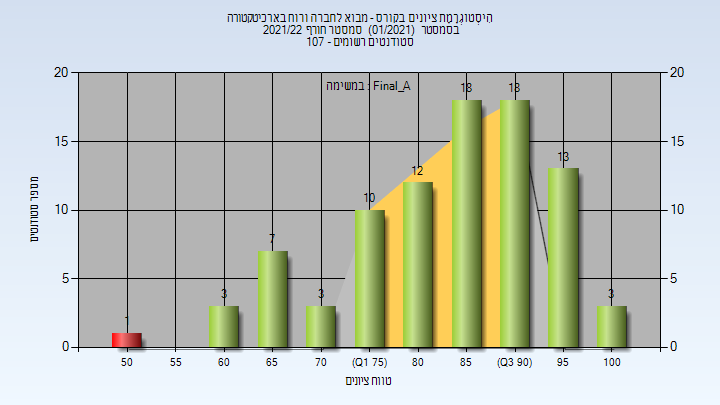 היסטוגרמת ציונים בקורס - מבוא לחברה ורוח בארכיטקטורה
בסמסטר (01/2021) סמסטר חורף 2021/22
סטודנטים רשומים - 107
במשימה : Final_A
20 20
15 15
10 10
5 5
0 0
מספר סטודנטים
1 3 7 3 10 12 18 18 13 3
50 55 60 65 70 (Q1 75) 80 85 (Q3 90) 95 100
טווח ציונים